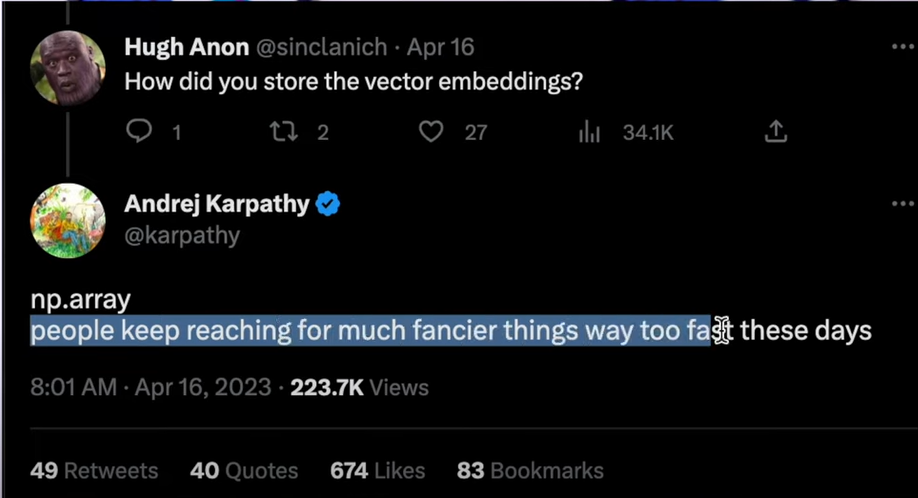 Hugh Anon @sinclanich · Apr 16
How did you store the vector embeddings?
1 2 27 34.1K
Andrej Karpathy
@karpathy
np.array
people keep reaching for much fancier things way too fast these days
8:01 AM · Apr 16, 2023 · 223.7K Views
49 Retweets 40 Quotes 674 Likes 83 Bookmarks